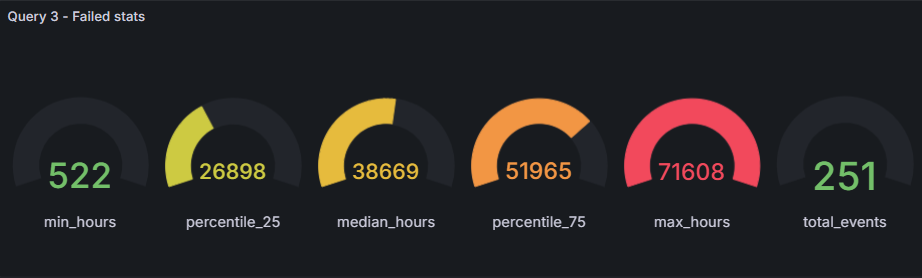 Query 3 - Failed stats
522
26898
38669
51965
71608
251
min_hours
percentile_25
median_hours
percentile_75
max_hours
total_events